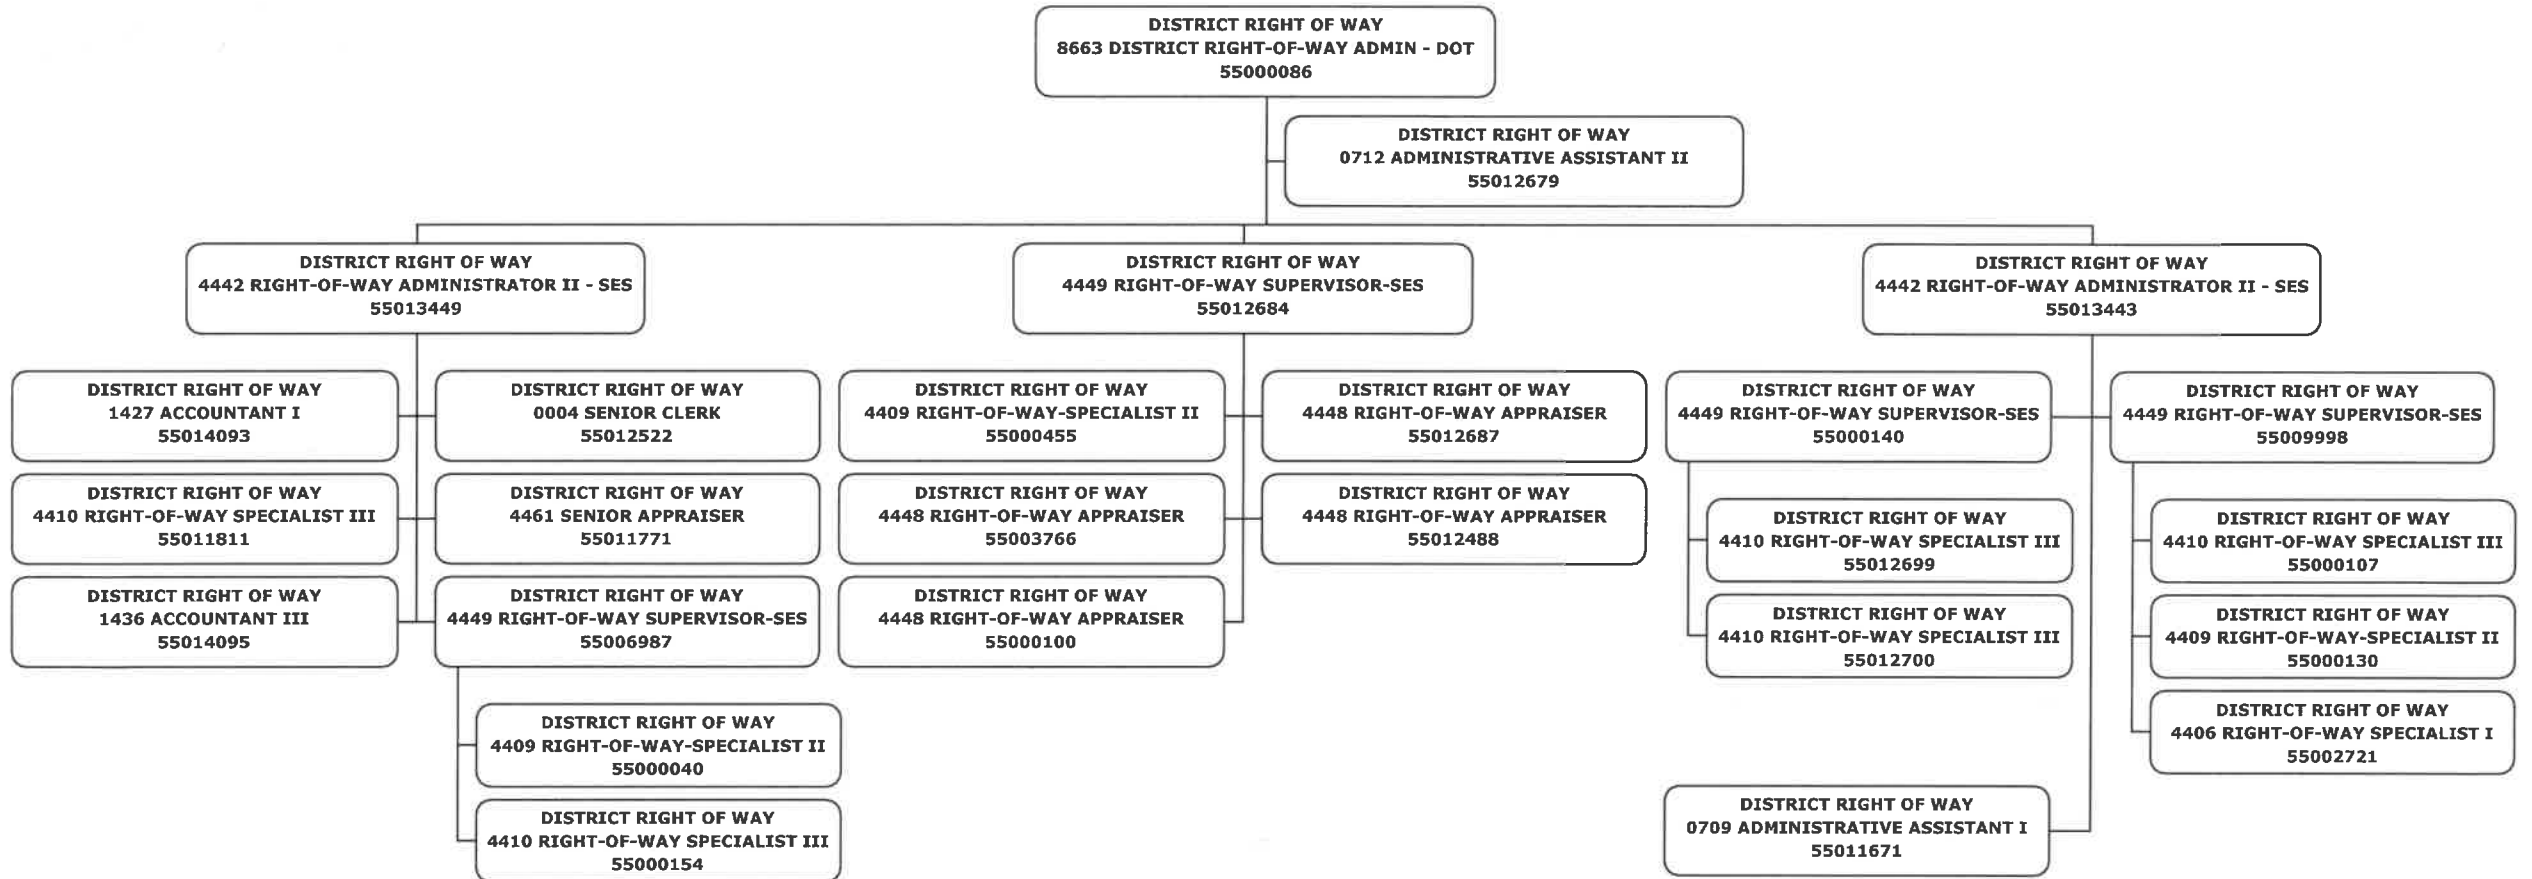 DISTRICT RIGHT OF WAY
8663 DISTRICT RIGHT-OF-WAY ADMIN - DOT
55000086
DISTRICT RIGHT OF WAY
0712 ADMINISTRATIVE ASSISTANT II
55012679
DISTRICT RIGHT OF WAY
4442 RIGHT-OF-WAY ADMINISTRATOR II - SES
55013449
DISTRICT RIGHT OF WAY
4449 RIGHT-OF-WAY SUPERVISOR-SES
55012684
DISTRICT RIGHT OF WAY
4442 RIGHT-OF-WAY ADMINISTRATOR II - SES
55013443
DISTRICT RIGHT OF WAY
1427 ACCOUNTANT I
55014093
DISTRICT RIGHT OF WAY
0004 SENIOR CLERK
55012522
DISTRICT RIGHT OF WAY
4409 RIGHT-OF-WAY-SPECIALIST II
55000455
DISTRICT RIGHT OF WAY
4448 RIGHT-OF-WAY APPRAISER
55012687
DISTRICT RIGHT OF WAY
4449 RIGHT-OF-WAY SUPERVISOR-SES
55000140
DISTRICT RIGHT OF WAY
4449 RIGHT-OF-WAY SUPERVISOR-SES
55009998
DISTRICT RIGHT OF WAY
4410 RIGHT-OF-WAY SPECIALIST III
55011811
DISTRICT RIGHT OF WAY
4461 SENIOR APPRAISER
55011771
DISTRICT RIGHT OF WAY
4448 RIGHT-OF-WAY APPRAISER
55003766
DISTRICT RIGHT OF WAY
4448 RIGHT-OF-WAY APPRAISER
55012488
DISTRICT RIGHT OF WAY
4410 RIGHT-OF-WAY SPECIALIST III
55012699
DISTRICT RIGHT OF WAY
4410 RIGHT-OF-WAY SPECIALIST III
55000107
DISTRICT RIGHT OF WAY
1436 ACCOUNTANT III
55014095
DISTRICT RIGHT OF WAY
4449 RIGHT-OF-WAY SUPERVISOR-SES
55006987
DISTRICT RIGHT OF WAY
4448 RIGHT-OF-WAY APPRAISER
55000100
DISTRICT RIGHT OF WAY
4410 RIGHT-OF-WAY SPECIALIST III
55012700
DISTRICT RIGHT OF WAY
4409 RIGHT-OF-WAY-SPECIALIST II
55000130
DISTRICT RIGHT OF WAY
4409 RIGHT-OF-WAY-SPECIALIST II
55000040
DISTRICT RIGHT OF WAY
4406 RIGHT-OF-WAY SPECIALIST I
55002721
DISTRICT RIGHT OF WAY
4410 RIGHT-OF-WAY SPECIALIST III
55000154
DISTRICT RIGHT OF WAY
0709 ADMINISTRATIVE ASSISTANT I
55011671